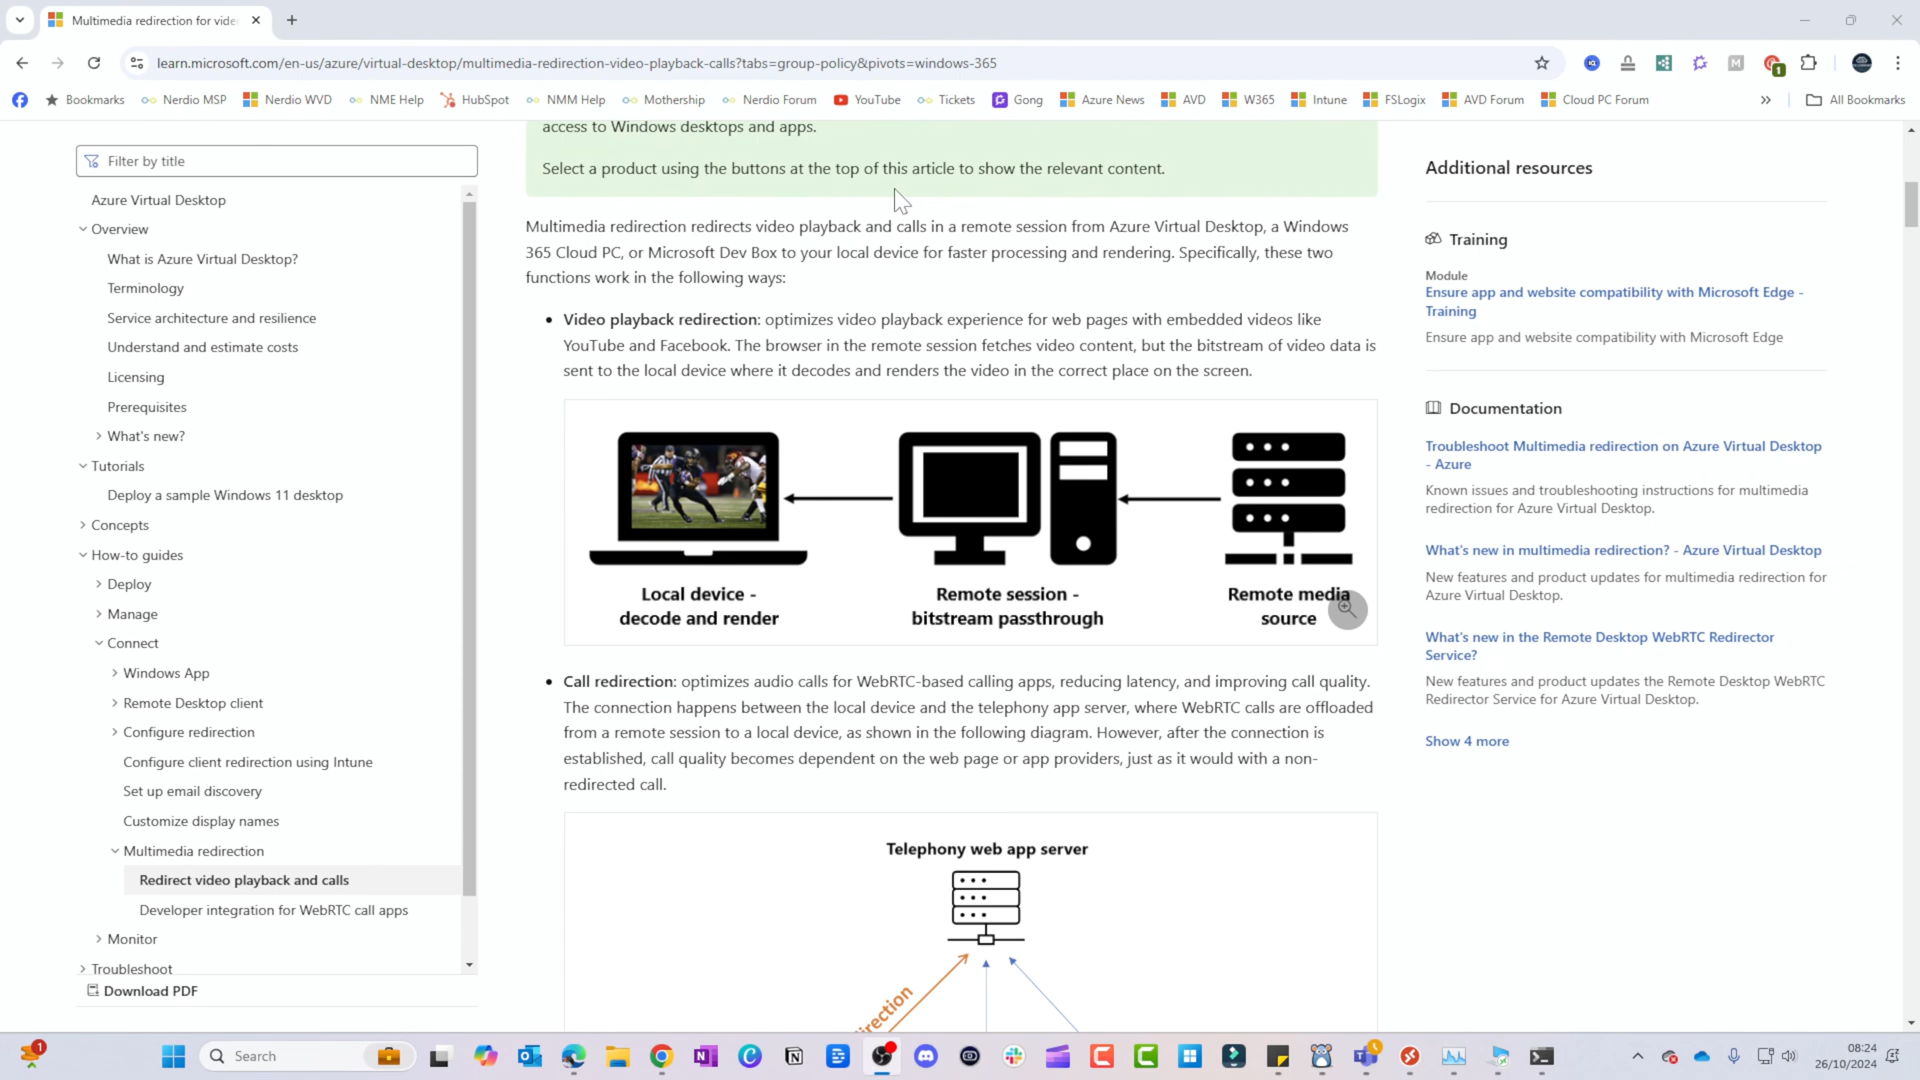 Multimedia redirection for vide
learn.microsoft.com/en-us/azure/virtual-desktop/multimedia-redirection-video-playback-calls?tabs=group-policy&pivots=windows-365
1
Bookmarks
Nerdio MSP
Nerdio WVD
NME Help
HubSpot
NMM Help
Mothership
Nerdio Forum
YouTube
Tickets
Gong
Azure News
AVD
W365
Intune
FSLogix
AVD Forum
Cloud PC Forum
All Bookmarks
Filter by title
Azure Virtual Desktop
Overview
What is Azure Virtual Desktop?
Terminology
Service architecture and resilience
Understand and estimate costs
Licensing
Prerequisites
What's new?
Tutorials
Deploy a sample Windows 11 desktop
Concepts
How-to guides
Deploy
Manage
Connect
Windows App
Remote Desktop client
Configure redirection
Configure client redirection using Intune
Set up email discovery
Customize display names
Multimedia redirection
Redirect video playback and calls
Developer integration for WebRTC call apps
Monitor
Troubleshoot
Download PDF
access to Windows desktops and apps.
Select a product using the buttons at the top of this article to show the relevant content.
Multimedia redirection redirects video playback and calls in a remote session from Azure Virtual Desktop, a Windows
365 Cloud PC, or Microsoft Dev Box to your local device for faster processing and rendering. Specifically, these two
functions work in the following ways:
• Video playback redirection: optimizes video playback experience for web pages with embedded videos like
YouTube and Facebook. The browser in the remote session fetches video content, but the bitstream of video data is
sent to the local device where it decodes and renders the video in the correct place on the screen.
Local device -
decode and render
Remote session -
bitstream passthrough
Remote media
source
• Call redirection: optimizes audio calls for WebRTC-based calling apps, reducing latency, and improving call quality.
The connection happens between the local device and the telephony app server, where WebRTC calls are offloaded
from a remote session to a local device, as shown in the following diagram. However, after the connection is
established, call quality becomes dependent on the web page or app providers, just as it would with a non-
redirected call.
Telephony web app server
irection
Additional resources
Training
Module
Ensure app and website compatibility with Microsoft Edge -
Training
Ensure app and website compatibility with Microsoft Edge
Documentation
Troubleshoot Multimedia redirection on Azure Virtual Desktop
- Azure
Known issues and troubleshooting instructions for multimedia
redirection for Azure Virtual Desktop.
What's new in multimedia redirection? - Azure Virtual Desktop
New features and product updates for multimedia redirection for
Azure Virtual Desktop.
What's new in the Remote Desktop WebRTC Redirector
Service?
New features and product updates the Remote Desktop WebRTC
Redirector Service for Azure Virtual Desktop.
Show 4 more
1
Search
08:24
26/10/2024